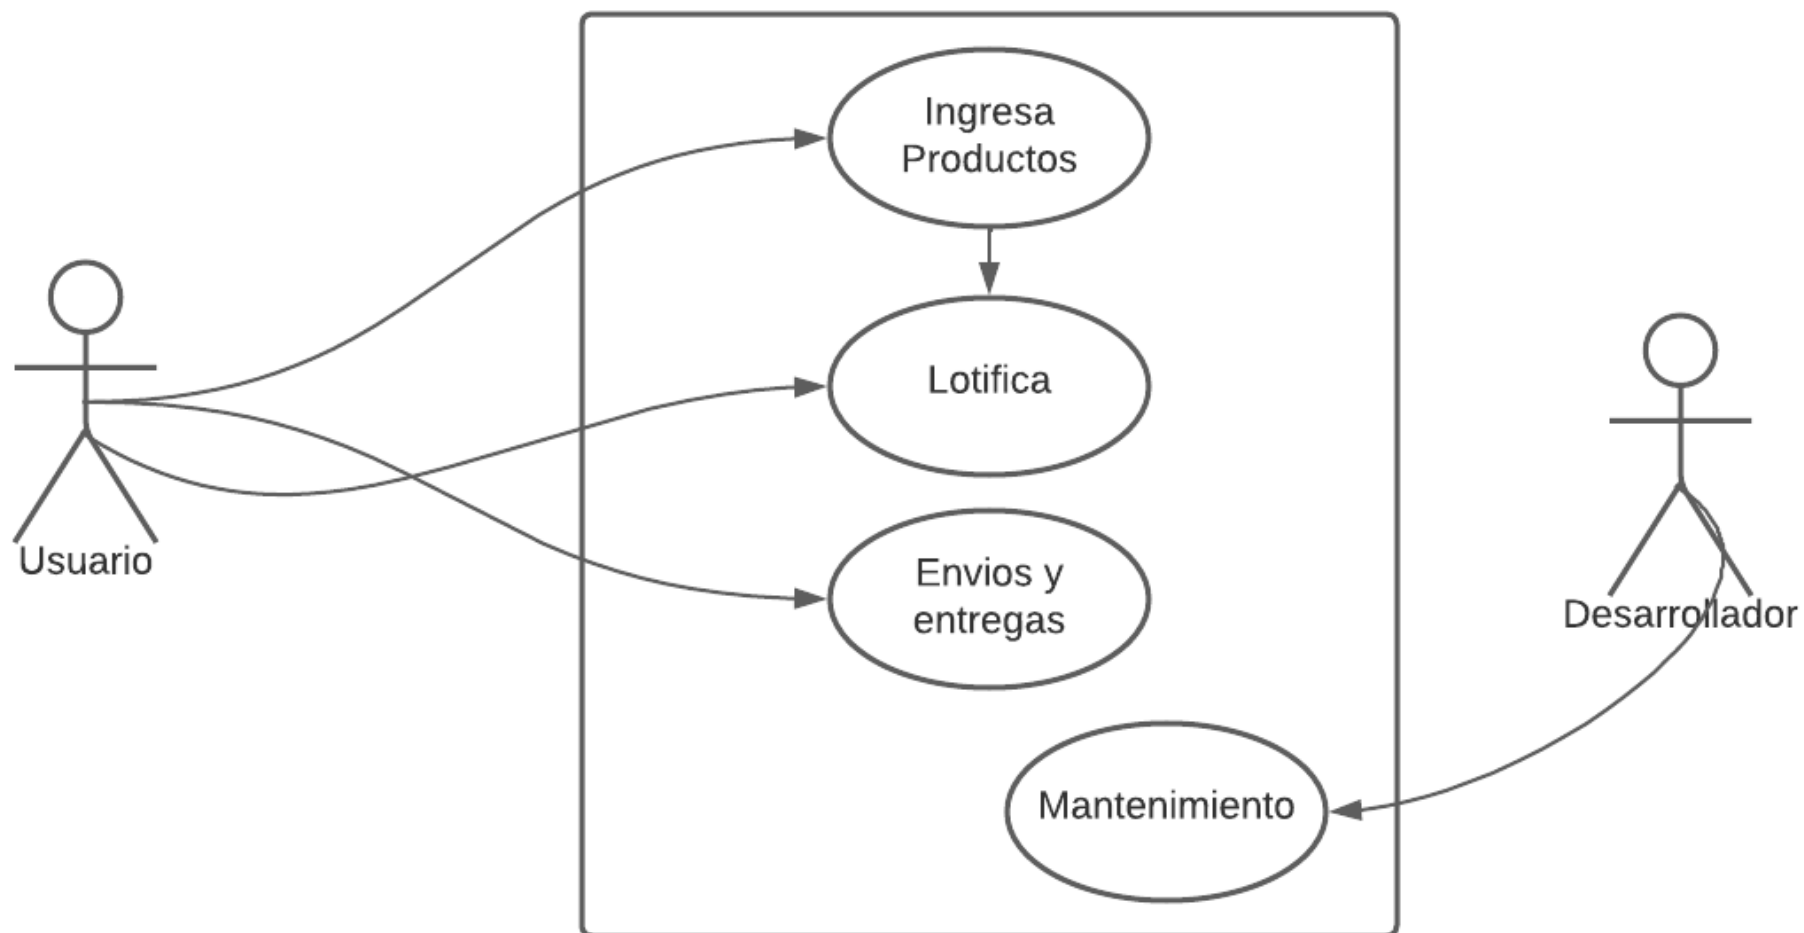 Ingresa
Productos
Lotifica
Usuario
Envios y
entregas
Desarrollador
Mantenimiento